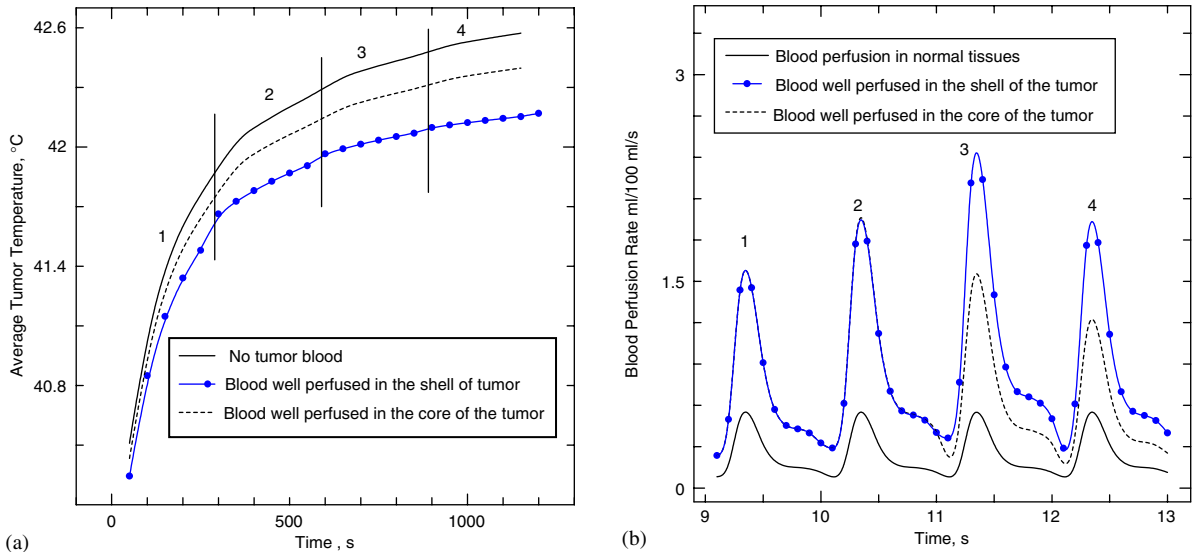 42.6
42
41.4
40.8
Average Tumor Temperature, °C
1
2
3
4
No tumor blood
Blood well perfused in the shell of tumor
Blood well perfused in the core of the tumor
0
500
1000
Time , s
(a)
3
1.5
0
Blood Perfusion Rate ml/100 ml/s
Blood perfusion in normal tissues
Blood well perfused in the shell of the tumor
Blood well perfused in the core of the tumor
1
2
3
4
9
10
11
12
13
Time, s
(b)